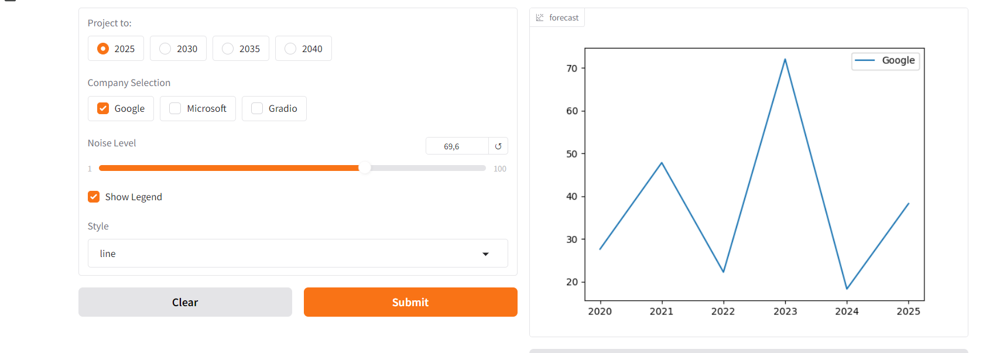 Project to:
2025 2030 2035 2040
Company Selection
Google Microsoft Gradio
Noise Level
69,6 ↺
1 100
Show Legend
Style
line
Clear Submit
forecast
Google
70
60
50
40
30
20
2020 2021 2022 2023 2024 2025